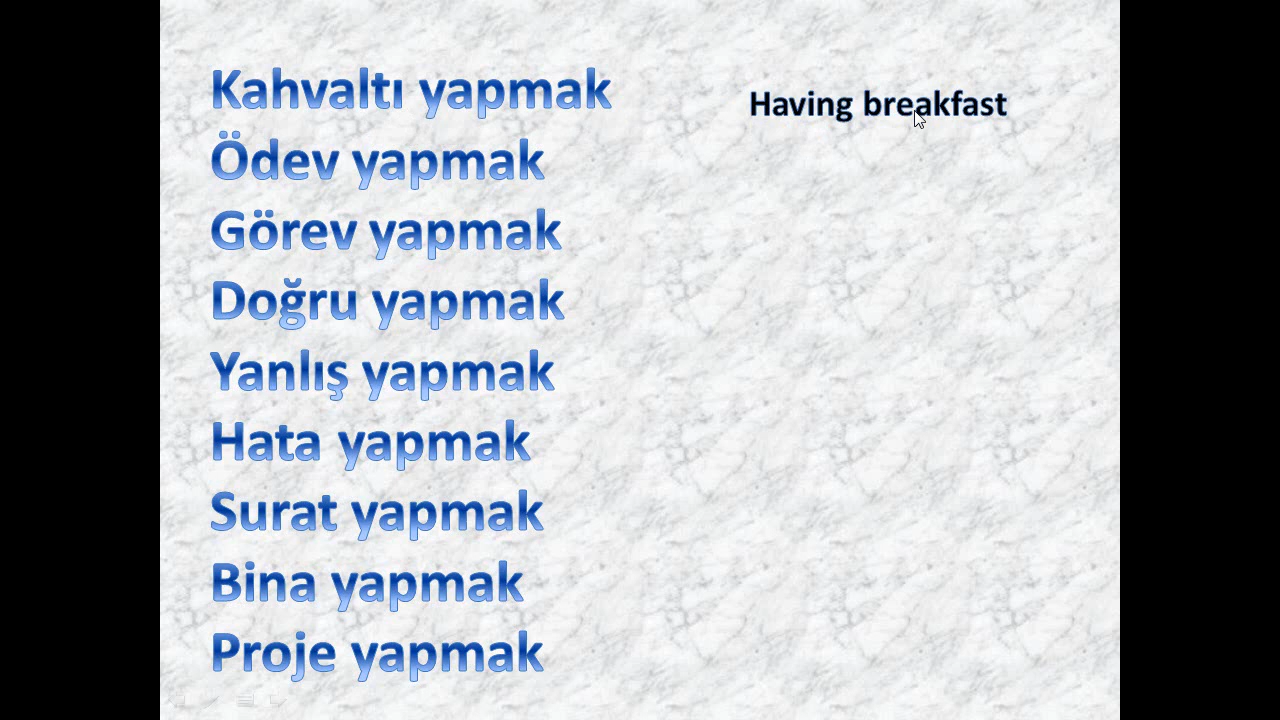 Kahvaltı yapmak
Having breakfast
Ödev yapmak
Görev yapmak
Doğru yapmak
Yanlış yapmak
Hata yapmak
Surat yapmak
Bina yapmak
Proje yapmak